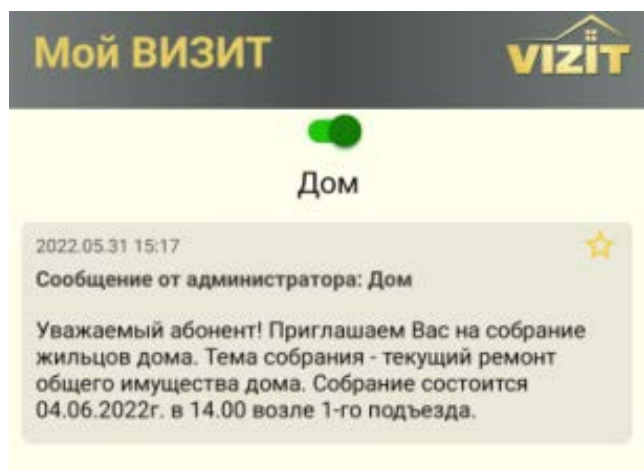 Мой ВИЗИТ
VIZIT
Дом
2022.05.31 15:17
Сообщение от администратора: Дом
Уважаемый абонент! Приглашаем Вас на собрание
жильцов дома. Тема собрания - текущий ремонт
общего имущества дома. Собрание состоится
04.06.2022г. в 14.00 возле 1-го подъезда.